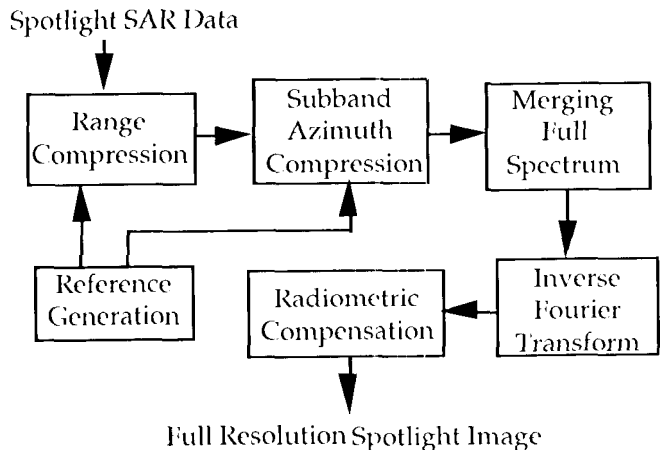 Spotlight SAR Data
Range
Compression
Subband
Azimuth
Compression
Merging
Full
Spectrum
Reference
Generation
Radiometric
Compensation
Inverse
Fourier
Transform
Full Resolution Spotlight Image